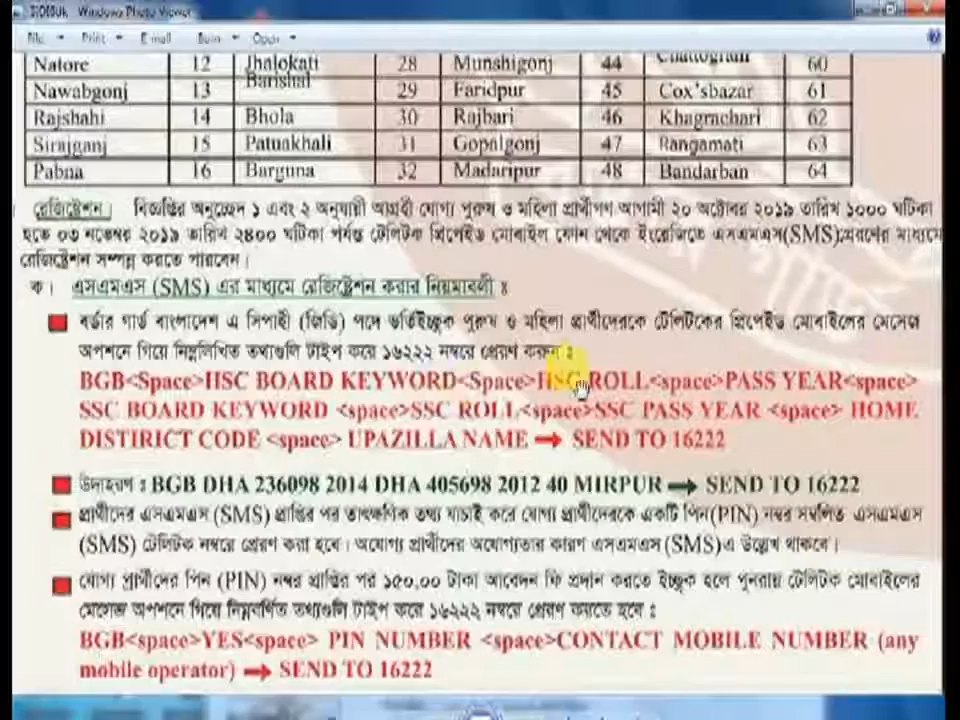 Windows Photo Viewer
File Print E-mail Burn Open
Natore 12 Jhalokati 28 Munshigonj 44 Chattogram 60
Nawabgonj 13 Barishal 29 Faridpur 45 Cox'sbazar 61
Rajshahi 14 Bhola 30 Rajbari 46 Khagrachari 62
Sirajganj 15 Patuakhali 31 Gopalgonj 47 Rangamati 63
Pabna 16 Barguna 32 Madaripur 48 Bandarban 64
রেজিষ্ট্রেশন। বিজ্ঞপ্তির অনুচ্ছেদ ১ এবং ২ অনুযায়ী আগ্রহী যোগ্য পুরুষ ও মহিলা প্রার্থীগণ আগামী ২০ অক্টোবর ২০১৯ তারিখ ১০০০ ঘটিকা
হতে ০৩ নভেম্বর ২০১৯ তারিখ ২৪০০ ঘটিকা পর্যন্ত টেলিটক প্রিপেইড মোবাইল ফোন থেকে ইংরেজিতে এসএমএস(SMS)প্রেরণের মাধ্যমে
রেজিষ্ট্রেশন সম্পন্ন করতে পারবেন।
ক। এসএমএস (SMS) এর মাধ্যমে রেজিষ্ট্রেশন করার নিয়মাবলী ঃ
বর্ডার গার্ড বাংলাদেশ এ সিপাহী (জিডি) পদে ভর্তিইচ্ছুক পুরুষ ও মহিলা প্রার্থীদেরকে টেলিটকের প্রিপেইড মোবাইলের মেসেজ
অপশনে গিয়ে নিম্নলিখিত তথ্যগুলি টাইপ করে ১৬২২২ নম্বরে প্রেরণ করুন ঃ
BGB<Space>HSC BOARD KEYWORD<Space>HSC ROLL<space>PASS YEAR<space>
SSC BOARD KEYWORD <space>SSC ROLL<space>SSC PASS YEAR <space> HOME
DISTIRICT CODE <space> UPAZILLA NAME ➞ SEND TO 16222
উদাহরণ ঃ BGB DHA 236098 2014 DHA 405698 2012 40 MIRPUR ➞ SEND TO 16222
প্রার্থীদের এসএমএস (SMS) প্রাপ্তির পর তাৎক্ষণিক তথ্য যাচাই করে যোগ্য প্রার্থীদেরকে একটি পিন(PIN) নম্বর সম্বলিত এসএমএস
(SMS) টেলিটক নম্বরে প্রেরণ করা হবে। অযোগ্য প্রার্থীদের অযোগ্যতার কারণ এসএমএস (SMS)এ উল্লেখ থাকবে।
যোগ্য প্রার্থীদের পিন (PIN) নম্বর প্রাপ্তির পর ১৫০.০০ টাকা আবেদন ফি প্রদান করতে ইচ্ছুক হলে পুনরায় টেলিটক মোবাইলের
মেসেজ অপশনে গিয়ে নিম্নবর্ণিত তথ্যগুলি টাইপ করে ১৬২২২ নম্বরে প্রেরণ করতে হবে ঃ
BGB<space>YES<space> PIN NUMBER <space>CONTACT MOBILE NUMBER (any
mobile operator) ➞ SEND TO 16222